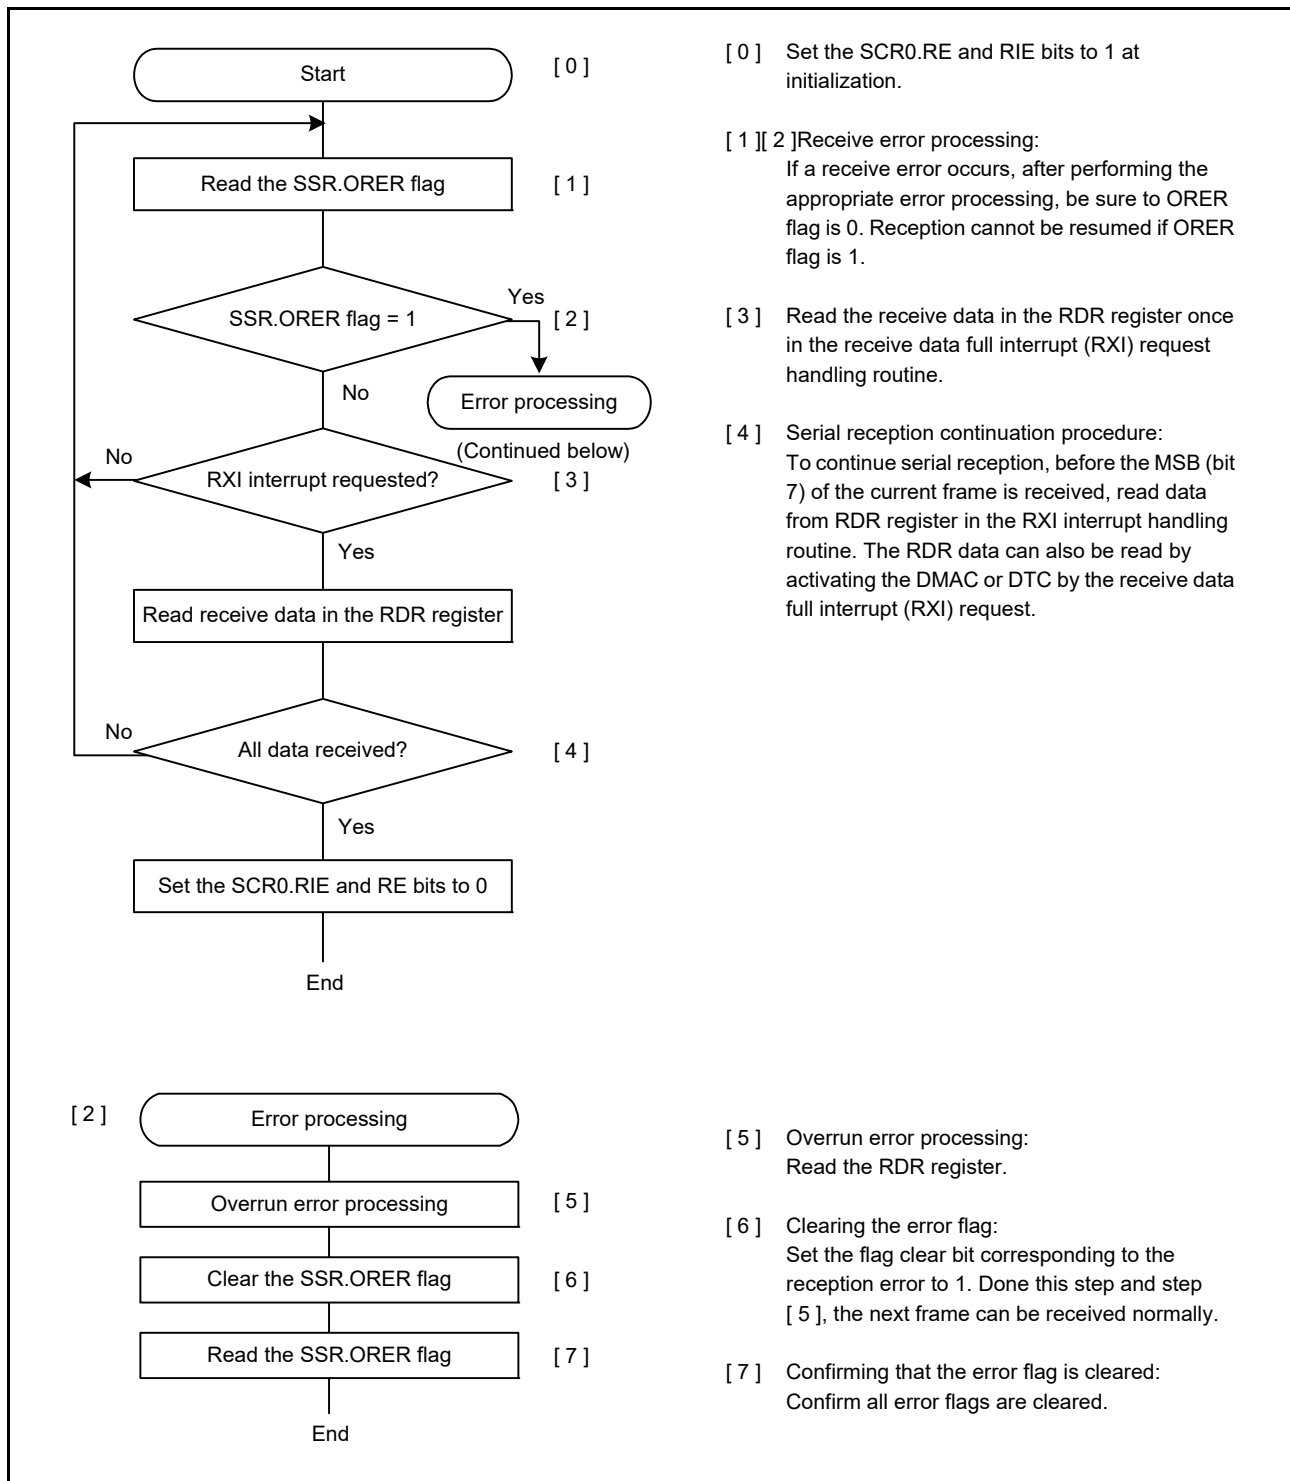 Start
[ 0 ]
Read the SSR.ORER flag
[ 1 ]
SSR.ORER flag = 1
Yes
[ 2 ]
No
Error processing
(Continued below)
No
RXI interrupt requested?
[ 3 ]
Yes
Read receive data in the RDR register
No
All data received?
[ 4 ]
Yes
Set the SCR0.RIE and RE bits to 0
End
[ 0 ] Set the SCR0.RE and RIE bits to 1 at
initialization.
[ 1 ][ 2 ]Receive error processing:
If a receive error occurs, after performing the
appropriate error processing, be sure to ORER
flag is 0. Reception cannot be resumed if ORER
flag is 1.
[ 3 ] Read the receive data in the RDR register once
in the receive data full interrupt (RXI) request
handling routine.
[ 4 ] Serial reception continuation procedure:
To continue serial reception, before the MSB (bit
7) of the current frame is received, read data
from RDR register in the RXI interrupt handling
routine. The RDR data can also be read by
activating the DMAC or DTC by the receive data
full interrupt (RXI) request.
[ 2 ]
Error processing
Overrun error processing
[ 5 ]
Clear the SSR.ORER flag
[ 6 ]
Read the SSR.ORER flag
[ 7 ]
End
[ 5 ] Overrun error processing:
Read the RDR register.
[ 6 ] Clearing the error flag:
Set the flag clear bit corresponding to the
reception error to 1. Done this step and step
[ 5 ], the next frame can be received normally.
[ 7 ] Confirming that the error flag is cleared:
Confirm all error flags are cleared.